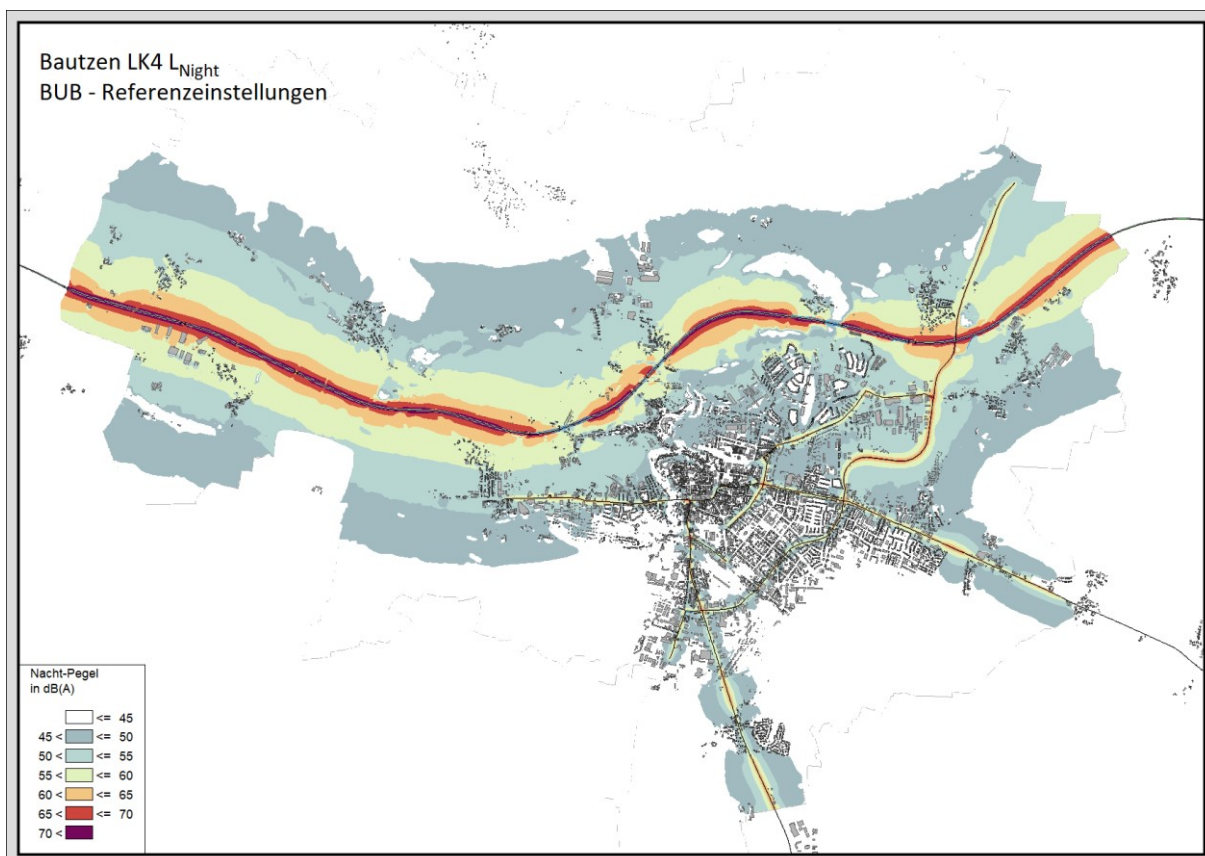 Bautzen LK4 LNight
BUB - Referenzeinstellungen
Nacht-Pegel
in dB(A)
<= 45
45 < <= 50
50 < <= 55
55 < <= 60
60 < <= 65
65 < <= 70
70 <